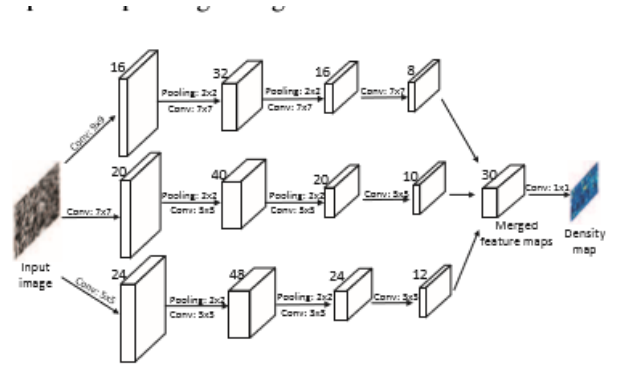 16
32
16
8
Pooling: 2x2
Pooling: 2x2
Conv: 7x7
Conv: 7x7
Conv: 7x7
Conv: 9x9
20
40
20
10
30
Pooling: 2x2
Pooling: 2x2
Conv: 7x7
Conv: 5x5
Conv: 5x5
Conv: 5x5
Conv: 1x1
Merged
feature maps
Density
map
Input
image
24
48
24
12
Conv: 5x5
Pooling: 2x2
Pooling: 2x2
Conv: 3x3
Conv: 3x3
Conv: 3x3